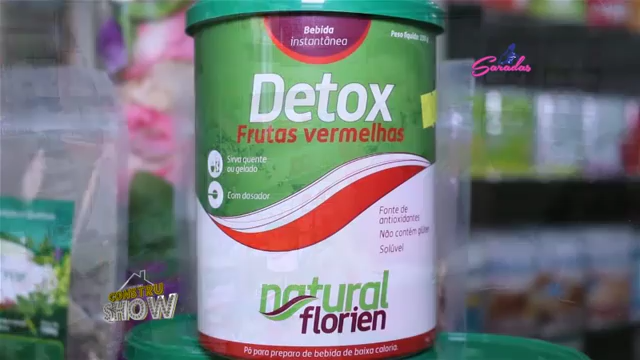 Bebida
instantânea
Peso líquido
Saradas
Detox
Frutas vermelhas
Sirva quente
ou gelado
Com dosador
Fonte de
antioxidantes
Não contém glúten
Solúvel
CONSTRU
SHOW
natural
florien
Pó para preparo de bebida de baixa caloria.